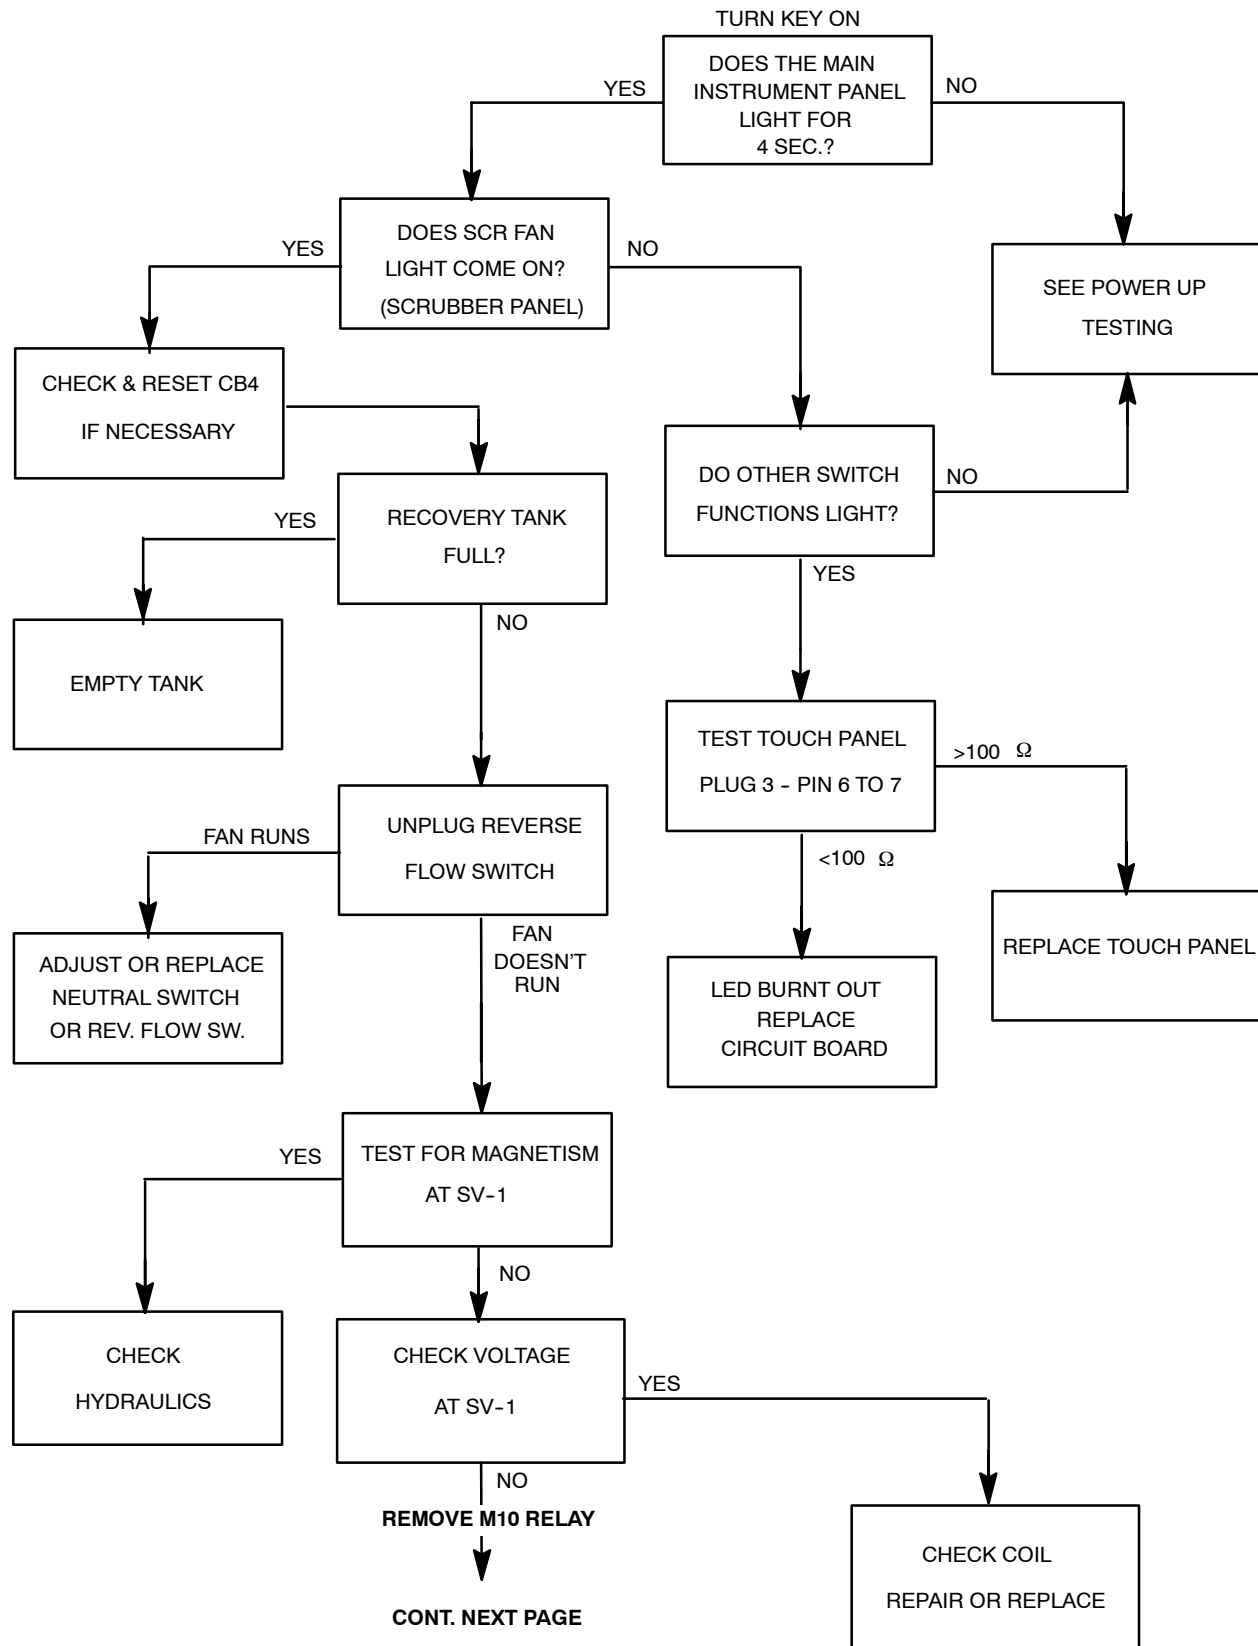 TURN KEY ON
DOES THE MAIN
INSTRUMENT PANEL
LIGHT FOR
4 SEC.?
YES
NO
DOES SCR FAN
LIGHT COME ON?
(SCRUBBER PANEL)
YES
NO
SEE POWER UP
TESTING
CHECK & RESET CB4
IF NECESSARY
DO OTHER SWITCH
FUNCTIONS LIGHT?
NO
YES
RECOVERY TANK
FULL?
YES
NO
EMPTY TANK
TEST TOUCH PANEL
PLUG 3 - PIN 6 TO 7
>100 Ω
<100 Ω
UNPLUG REVERSE
FLOW SWITCH
FAN RUNS
FAN
DOESN'T
RUN
REPLACE TOUCH PANEL
ADJUST OR REPLACE
NEUTRAL SWITCH
OR REV. FLOW SW.
LED BURNT OUT
REPLACE
CIRCUIT BOARD
TEST FOR MAGNETISM
AT SV-1
YES
NO
CHECK
HYDRAULICS
CHECK VOLTAGE
AT SV-1
YES
NO
REMOVE M10 RELAY
CHECK COIL
REPAIR OR REPLACE
CONT. NEXT PAGE